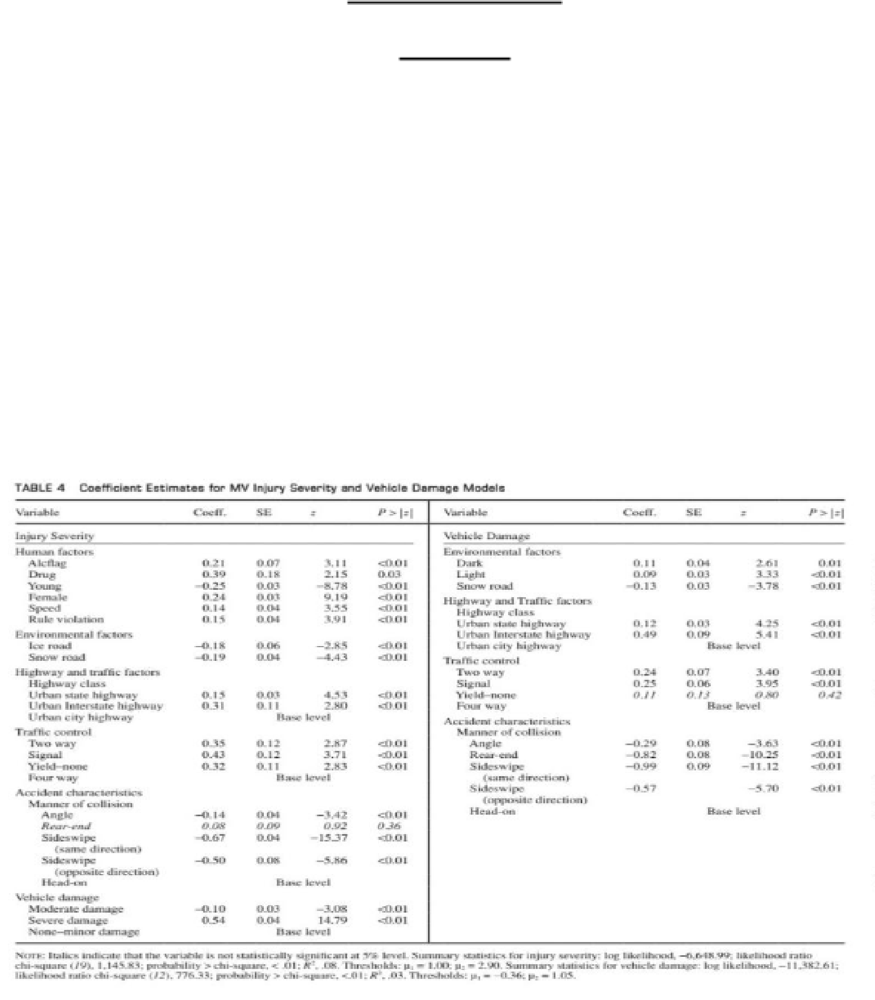 TABLE 4 Coefficient Estimates for MV Injury Severity and Vehicle Damage Models
Variable Coeff. SE z P > |z|
Injury Severity
Human factors
Alcflag 0.21 0.07 3.11 <0.01
Drug 0.39 0.18 2.15 0.03
Young −0.25 0.03 −8.78 <0.01
Female 0.24 0.03 9.19 <0.01
Speed 0.14 0.04 3.55 <0.01
Rule violation 0.15 0.04 3.91 <0.01
Environmental factors
Ice road −0.18 0.06 −2.85 <0.01
Snow road −0.19 0.04 −4.43 <0.01
Highway and traffic factors
Highway class
Urban state highway 0.15 0.03 4.53 <0.01
Urban Interstate highway 0.31 0.11 2.80 <0.01
Urban city highway Base level
Traffic control
Two way 0.35 0.12 2.87 <0.01
Signal 0.43 0.12 3.71 <0.01
Yield–none 0.32 0.11 2.83 <0.01
Four way Base level
Accident characteristics
Manner of collision
Angle −0.14 0.04 −3.42 <0.01
Rear-end 0.08 0.09 0.92 0.36
Sideswipe −0.67 0.04 −15.37 <0.01
(same direction)
Sideswipe −0.50 0.08 −5.86 <0.01
(opposite direction)
Head-on Base level
Vehicle damage
Moderate damage −0.10 0.03 −3.08 <0.01
Severe damage 0.54 0.04 14.79 <0.01
None–minor damage Base level
Variable Coeff. SE z P > |z|
Vehicle Damage
Environmental factors
Dark 0.11 0.04 2.61 0.01
Light 0.09 0.03 3.33 <0.01
Snow road −0.13 0.03 −3.78 <0.01
Highway and Traffic factors
Highway class
Urban state highway 0.12 0.03 4.25 <0.01
Urban Interstate highway 0.49 0.09 5.41 <0.01
Urban city highway Base level
Traffic control
Two way 0.24 0.07 3.40 <0.01
Signal 0.25 0.06 3.95 <0.01
Yield–none 0.11 0.13 0.80 0.42
Four way Base level
Accident characteristics
Manner of collision
Angle −0.29 0.08 −3.63 <0.01
Rear-end −0.82 0.08 −10.25 <0.01
Sideswipe −0.99 0.09 −11.12 <0.01
(same direction)
Sideswipe −0.57 −5.70 <0.01
(opposite direction)
Head-on Base level
NOTE: Italics indicate that the variable is not statistically significant at 5% level. Summary statistics for injury severity: log likelihood, −6,648.99; likelihood ratio
chi-square (19), 1,145.83; probability > chi-square, < .01; R², .08. Thresholds: μ₁ = 1.00; μ₂ = 2.90. Summary statistics for vehicle damage: log likelihood, −11,382.61;
likelihood ratio chi-square (12), 776.33; probability > chi-square, <.01; R², .03. Thresholds: μ₁ = −0.36; μ₂ = 1.05.